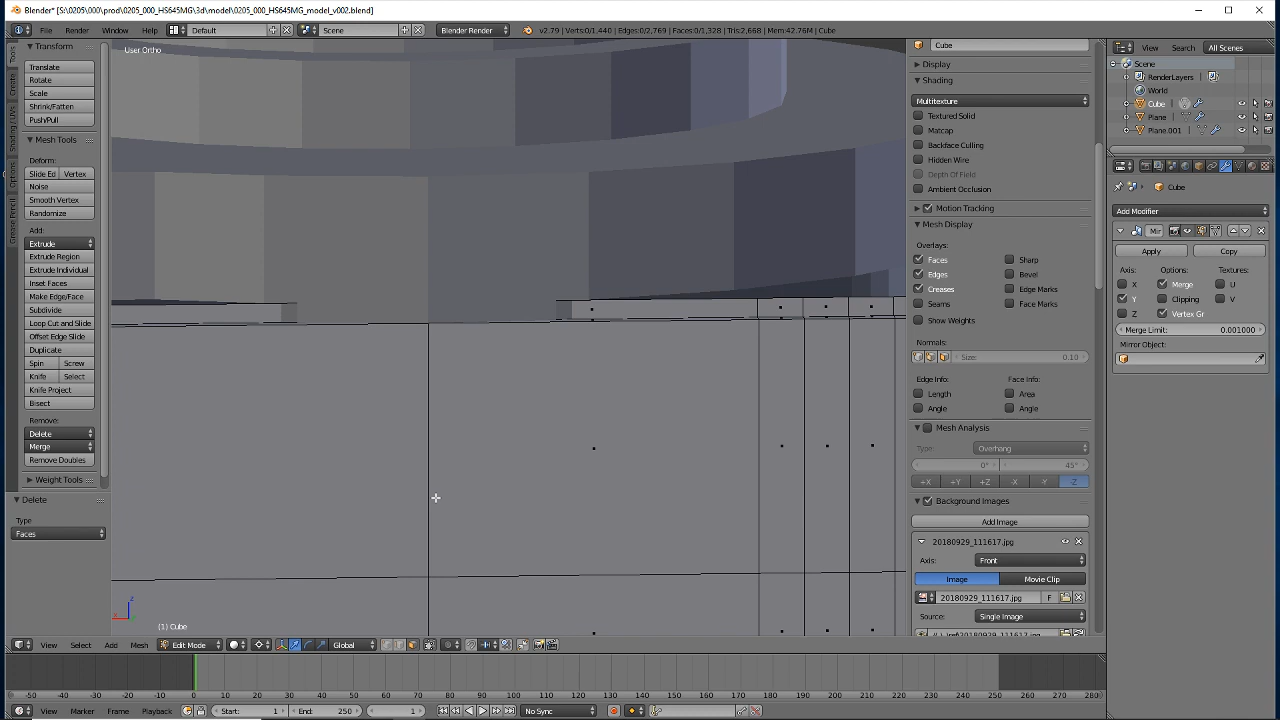 Blender* [S:\0205\000\prod\0205_000_HS645MG\3d\model\0205_000_HS645MG_model_v002.blend]
File Render Window Help Default Scene Blender Render v2.79 | Verts:0/1,440 | Edges:0/2,769 | Faces:0/1,328 | Tris:2,668 | Mem:42.76M | Cube View Search All Scenes
Transform
Translate
Rotate
Scale
Shrink/Fatten
Push/Pull
Mesh Tools
Deform:
Slide Ed Vertex
Noise
Smooth Vertex
Randomize
Add:
Extrude
Extrude Region
Extrude Individual
Inset Faces
Make Edge/Face
Subdivide
Loop Cut and Slide
Offset Edge Slide
Duplicate
Spin Screw
Knife Select
Knife Project
Bisect
Remove:
Delete
Merge
Remove Doubles
Weight Tools
Delete
Type
Faces
Tools
Create
Shading / UVs
Options
Grease Pencil
User Ortho
(1) Cube
z
x
Cube
Display
Shading
Multitexture
Textured Solid
Matcap
Backface Culling
Hidden Wire
Depth Of Field
Ambient Occlusion
Motion Tracking
Mesh Display
Overlays:
Faces Sharp
Edges Bevel
Creases Edge Marks
Seams Face Marks
Show Weights
Normals:
Size: 0.10
Edge Info: Face Info:
Length Area
Angle Angle
Mesh Analysis
Type: Overhang
0° 45°
+X +Y +Z -X -Y -Z
Background Images
Add Image
20180929_111617.jpg
Axis: Front
Image Movie Clip
20180929_111617.jpg F
Source: Single Image
Scene
RenderLayers
World
Cube
Plane
Plane.001
Cube
Add Modifier
Mir
Apply Copy
Axis: Options: Textures:
X Merge U
Y Clipping V
Z Vertex Gr
Merge Limit: 0.001000
Mirror Object:
View Select Add Mesh Edit Mode Global
-50 -40 -30 -20 -10 0 10 20 30 40 50 60 70 80 90 100 110 120 130 140 150 160 170 180 190 200 210 220 230 240 250 260 270 280
View Marker Frame Playback Start: 1 End: 250 1 No Sync